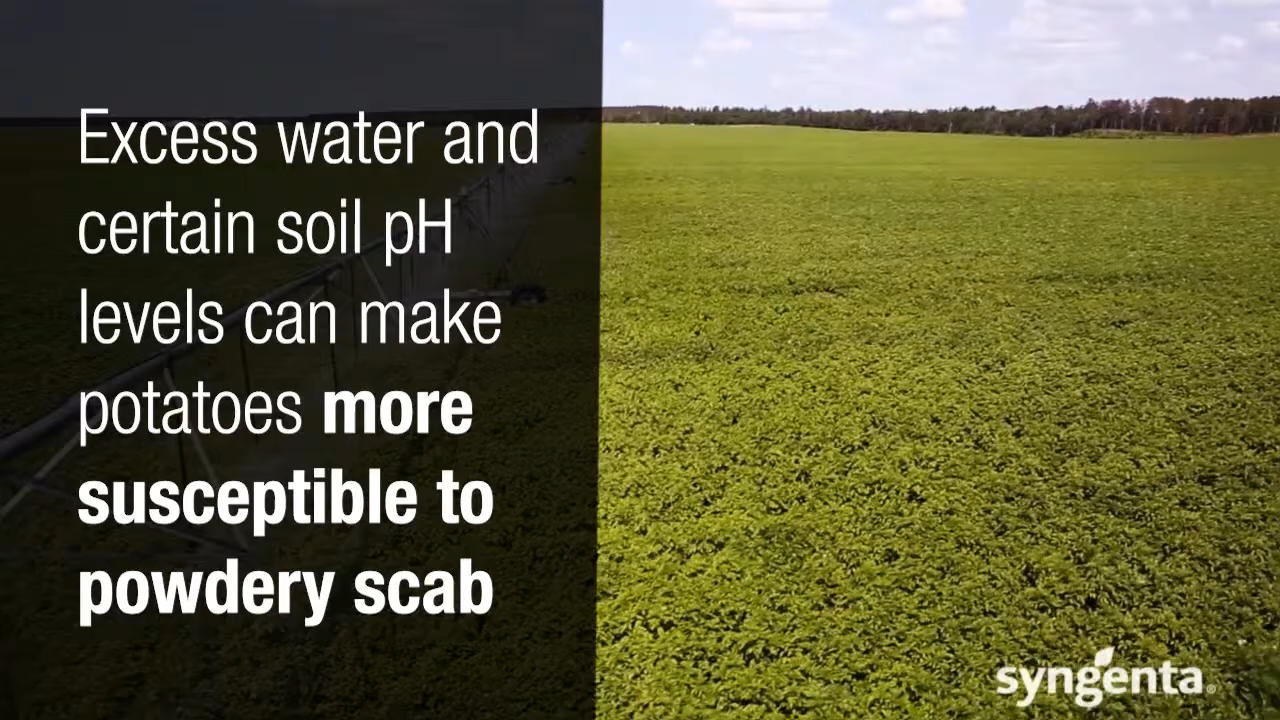 Excess water and
certain soil pH
levels can make
potatoes more
susceptible to
powdery scab
syngenta®